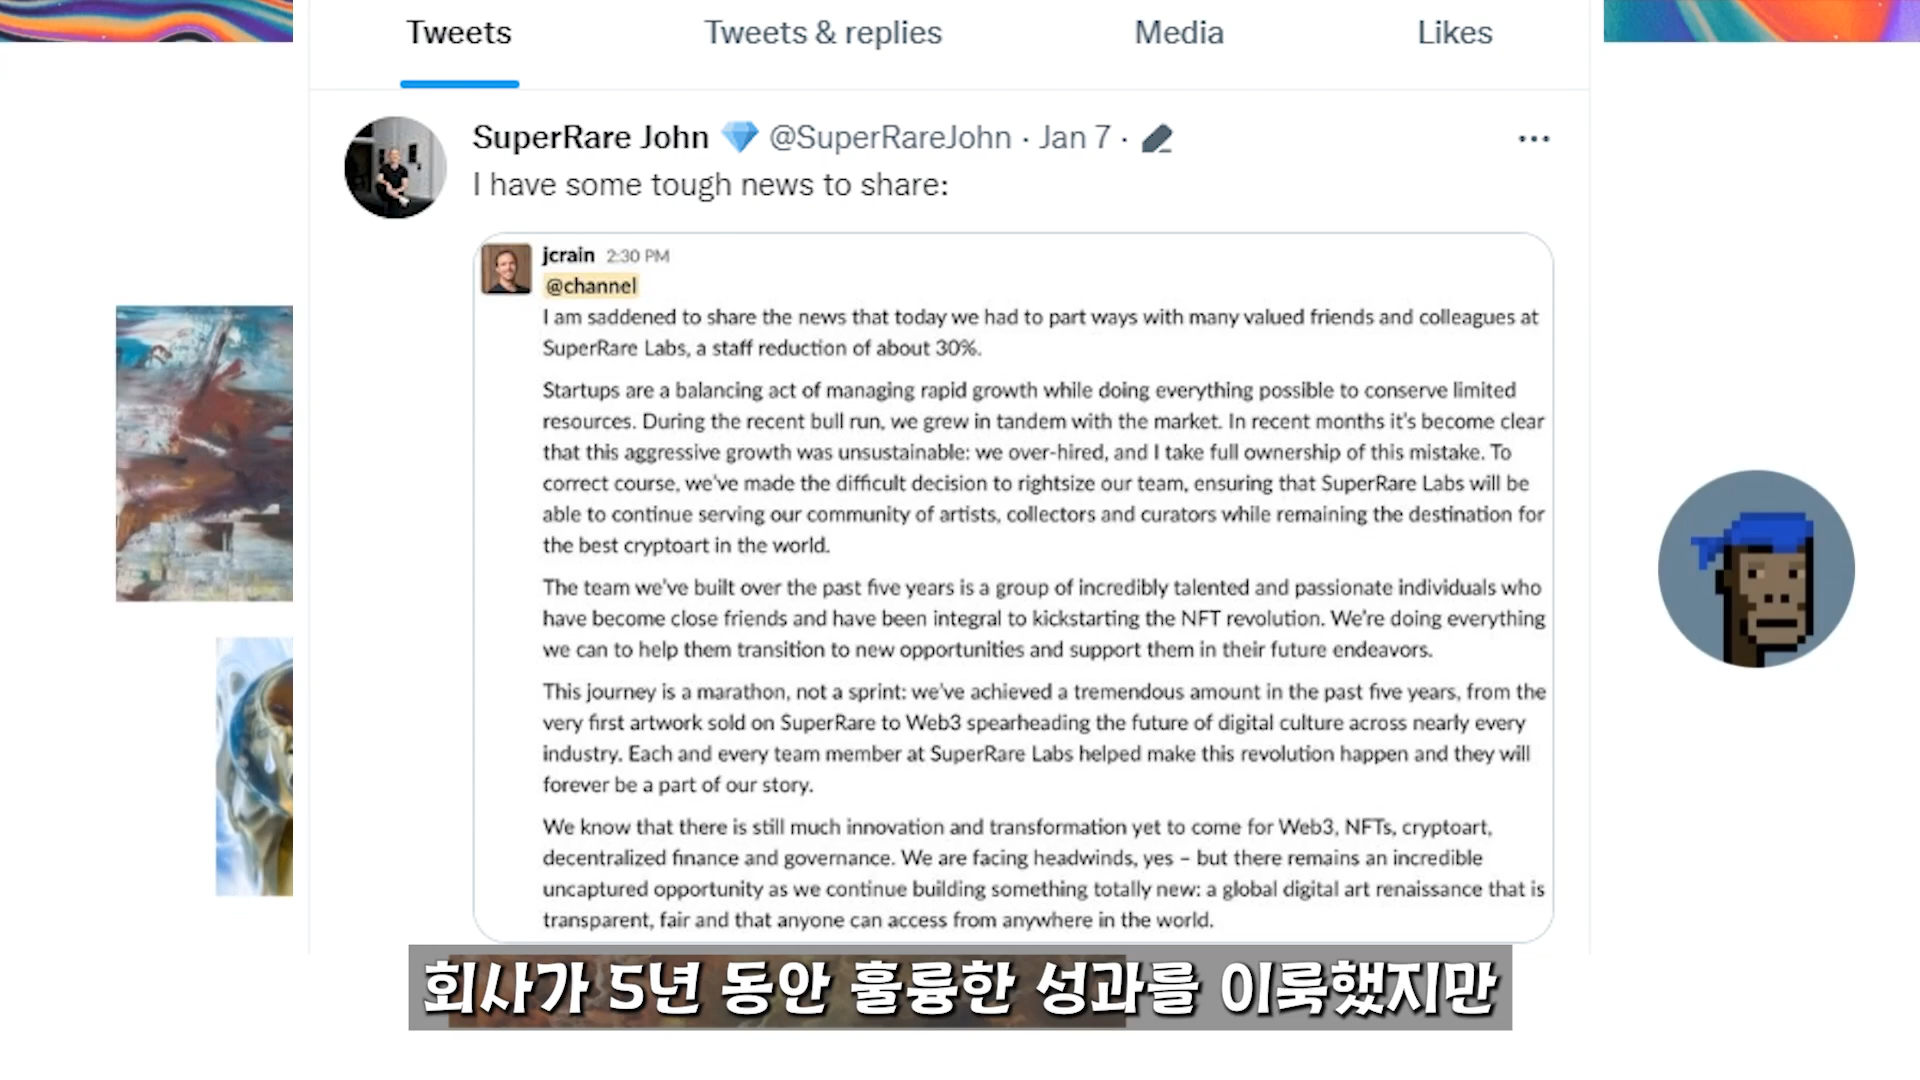 Tweets Tweets & replies Media Likes
SuperRare John 💎 @SuperRareJohn · Jan 7 ·
I have some tough news to share:
jcrain 2:30 PM
@channel
I am saddened to share the news that today we had to part ways with many valued friends and colleagues at
SuperRare Labs, a staff reduction of about 30%.
Startups are a balancing act of managing rapid growth while doing everything possible to conserve limited
resources. During the recent bull run, we grew in tandem with the market. In recent months it's become clear
that this aggressive growth was unsustainable: we over-hired, and I take full ownership of this mistake. To
correct course, we've made the difficult decision to rightsize our team, ensuring that SuperRare Labs will be
able to continue serving our community of artists, collectors and curators while remaining the destination for
the best cryptoart in the world.
The team we've built over the past five years is a group of incredibly talented and passionate individuals who
have become close friends and have been integral to kickstarting the NFT revolution. We're doing everything
we can to help them transition to new opportunities and support them in their future endeavors.
This journey is a marathon, not a sprint: we've achieved a tremendous amount in the past five years, from the
very first artwork sold on SuperRare to Web3 spearheading the future of digital culture across nearly every
industry. Each and every team member at SuperRare Labs helped make this revolution happen and they will
forever be a part of our story.
We know that there is still much innovation and transformation yet to come for Web3, NFTs, cryptoart,
decentralized finance and governance. We are facing headwinds, yes – but there remains an incredible
uncaptured opportunity as we continue building something totally new: a global digital art renaissance that is
transparent, fair and that anyone can access from anywhere in the world.
회사가 5년 동안 훌륭한 성과를 이룩했지만